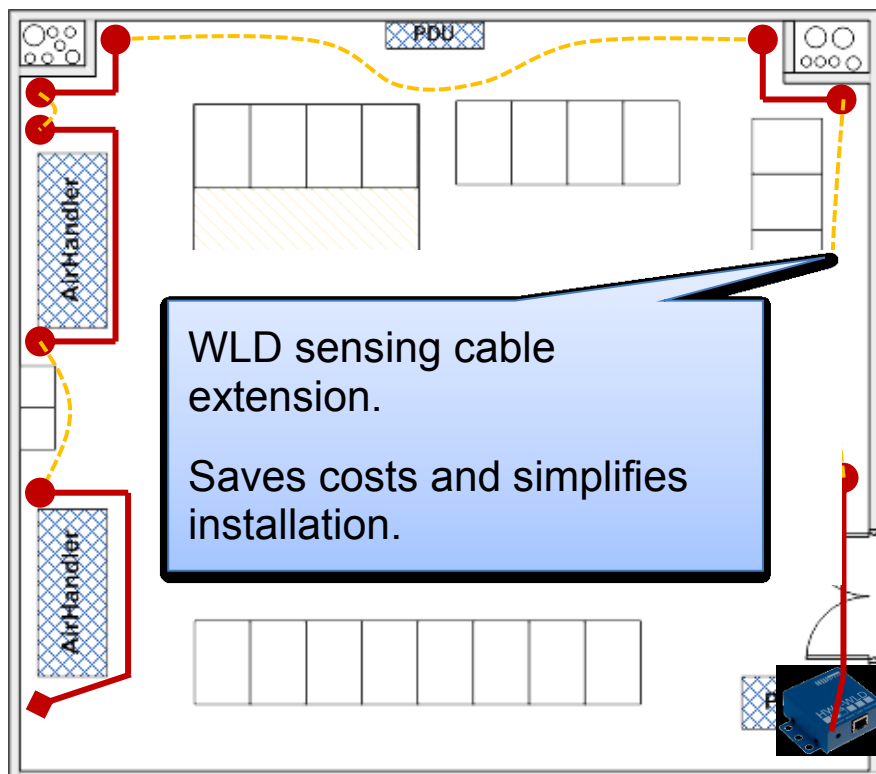 PDU
AirHandler
WLD sensing cable
extension.
Saves costs and simplifies
installation.
AirHandler